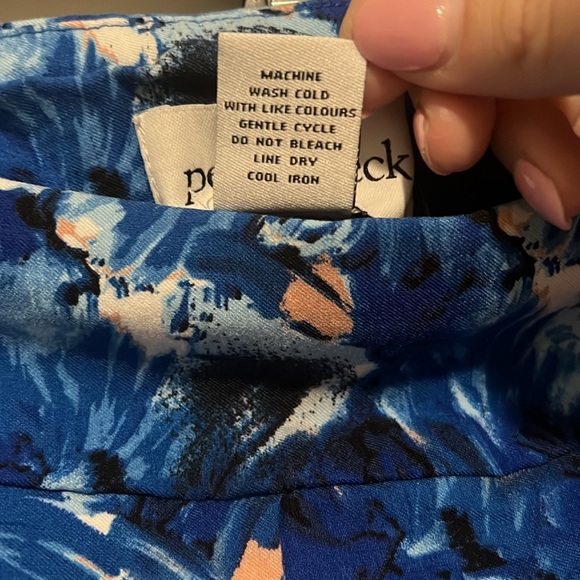 MACHINE
WASH COLD
WITH LIKE COLOURS
GENTLE CYCLE
DO NOT BLEACH
LINE DRY
COOL IRON